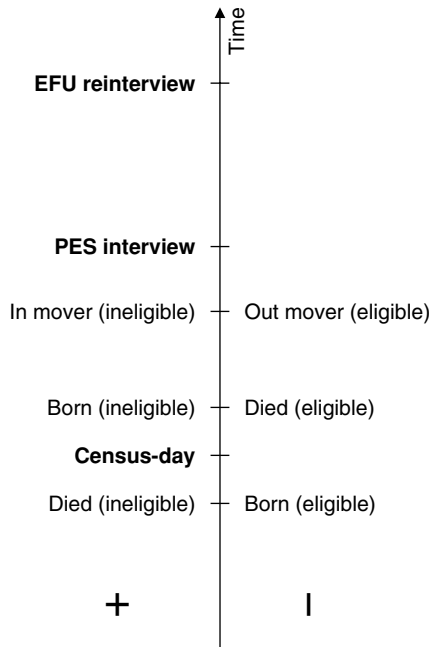 Time
EFU reinterview
PES interview
In mover (ineligible) Out mover (eligible)
Born (ineligible) Died (eligible)
Census-day
Died (ineligible) Born (eligible)
+ –